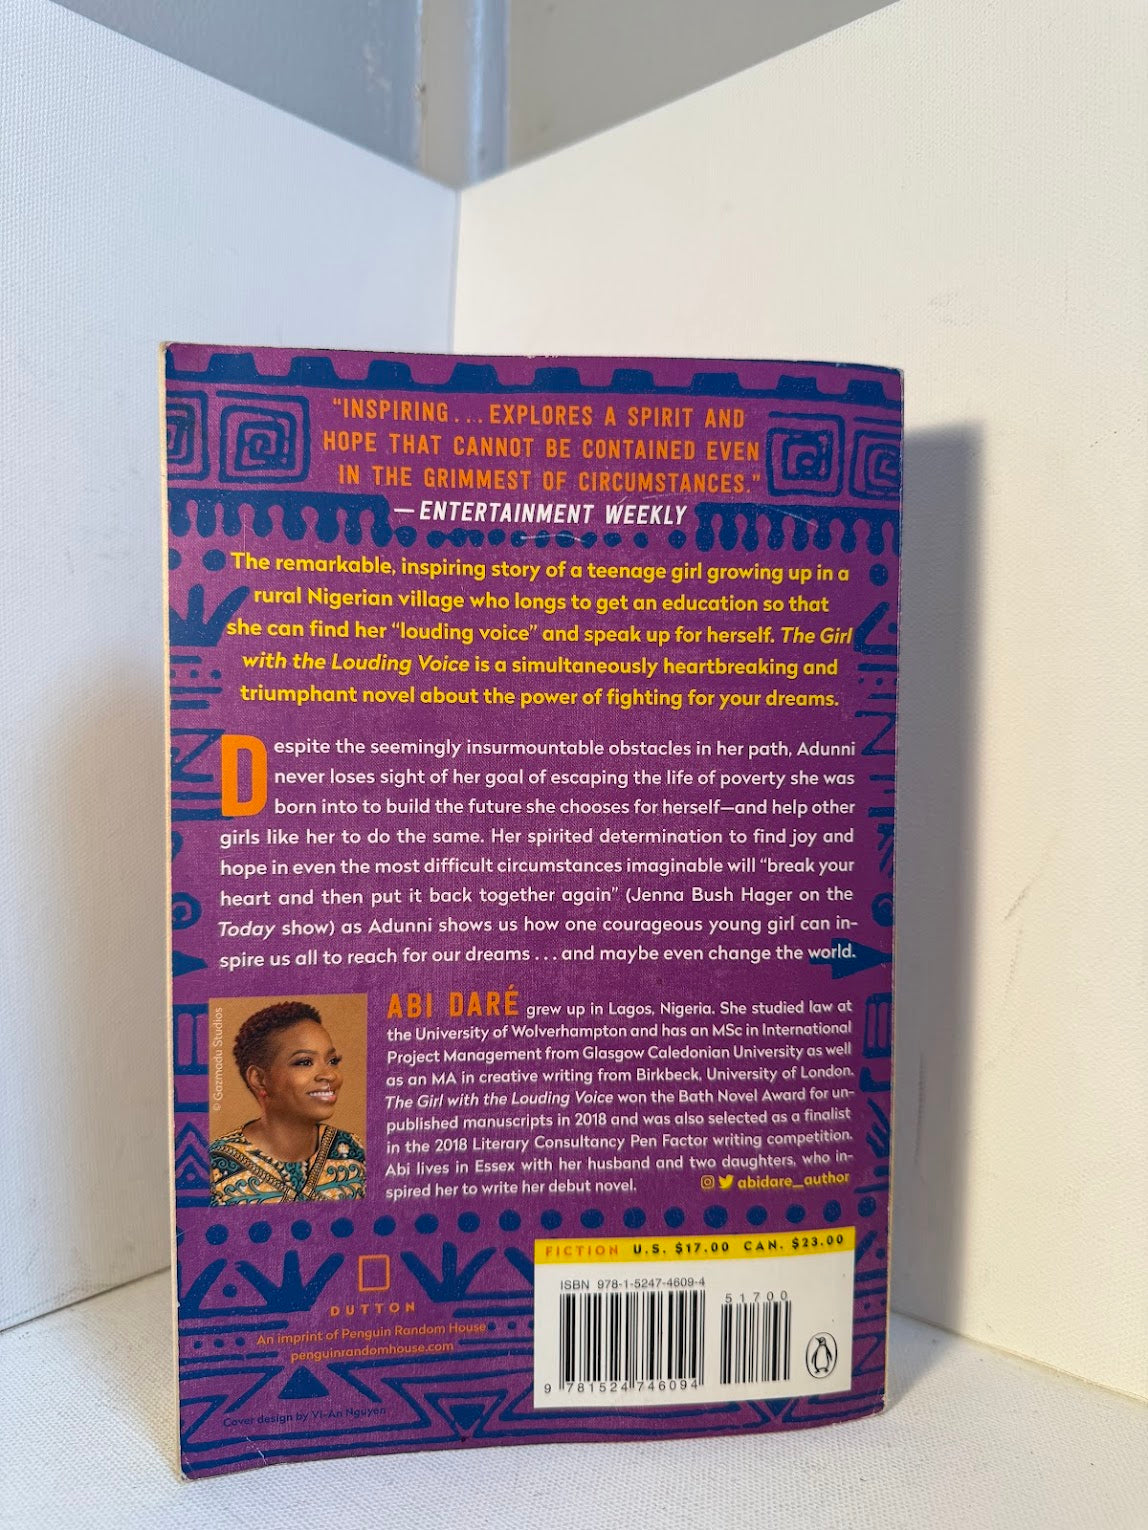 "INSPIRING . . . EXPLORES A SPIRIT AND
HOPE THAT CANNOT BE CONTAINED EVEN
IN THE GRIMMEST OF CIRCUMSTANCES."
—ENTERTAINMENT WEEKLY
The remarkable, inspiring story of a teenage girl growing up in a
rural Nigerian village who longs to get an education so that
she can find her "louding voice" and speak up for herself. The Girl
with the Louding Voice is a simultaneously heartbreaking and
triumphant novel about the power of fighting for your dreams.
Despite the seemingly insurmountable obstacles in her path, Adunni
never loses sight of her goal of escaping the life of poverty she was
born into to build the future she chooses for herself—and help other
girls like her to do the same. Her spirited determination to find joy and
hope in even the most difficult circumstances imaginable will "break your
heart and then put it back together again" (Jenna Bush Hager on the
Today show) as Adunni shows us how one courageous young girl can in-
spire us all to reach for our dreams . . . and maybe even change the world.
© Gazmadu Studios
ABI DARÉ grew up in Lagos, Nigeria. She studied law at
the University of Wolverhampton and has an MSc in International
Project Management from Glasgow Caledonian University as well
as an MA in creative writing from Birkbeck, University of London.
The Girl with the Louding Voice won the Bath Novel Award for un-
published manuscripts in 2018 and was also selected as a finalist
in the 2018 Literary Consultancy Pen Factor writing competition.
Abi lives in Essex with her husband and two daughters, who in-
spired her to write her debut novel.
abidare_author
FICTION U.S. $17.00 CAN. $23.00
ISBN 978-1-5247-4609-4
51700
9 781524 746094
DUTTON
An imprint of Penguin Random House
penguinrandomhouse.com
Cover design by Vi-An Nguyen